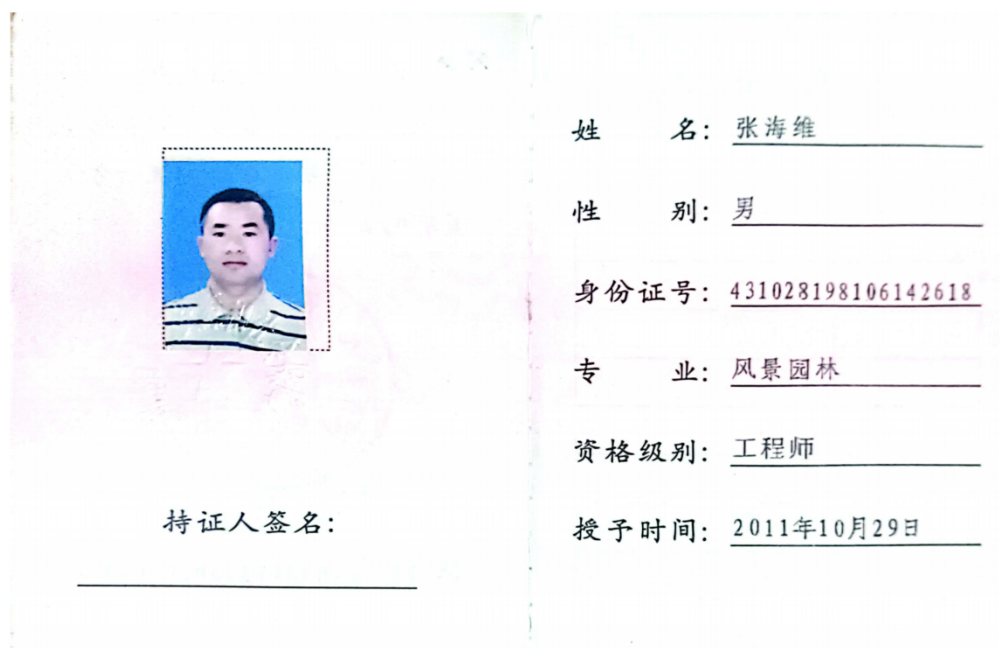 持证人签名:
姓名: 张海维
性别: 男
身份证号: 431028198106142618
专业: 风景园林
资格级别: 工程师
授予时间: 2011年10月29日